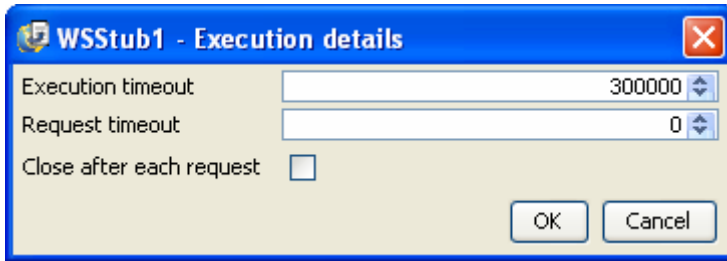 WSStub1 - Execution details
Execution timeout 300000
Request timeout 0
Close after each request
OK Cancel